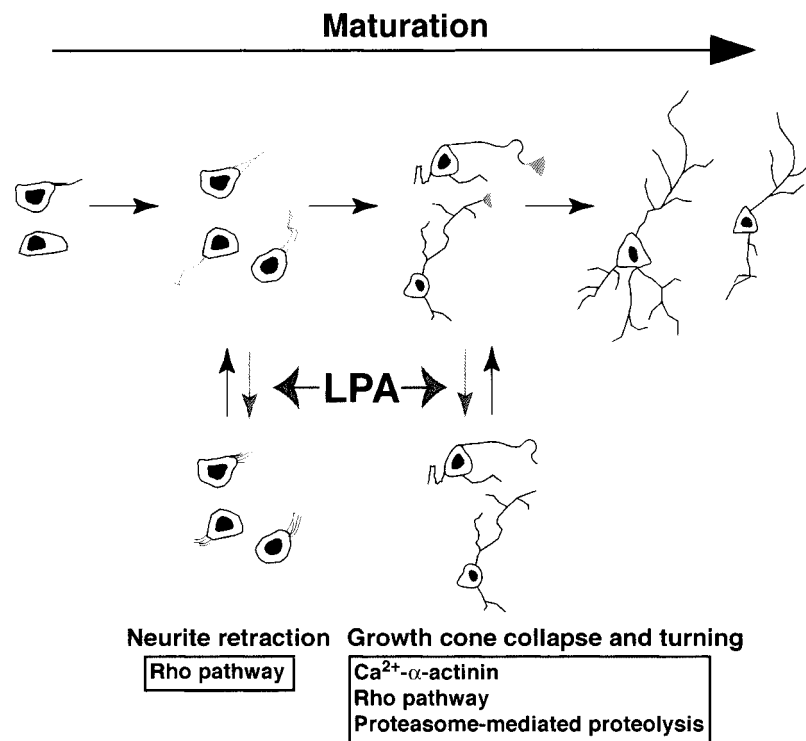 Maturation
LPA
Neurite retraction
Rho pathway
Growth cone collapse and turning
Ca²⁺-α-actinin
Rho pathway
Proteasome-mediated proteolysis